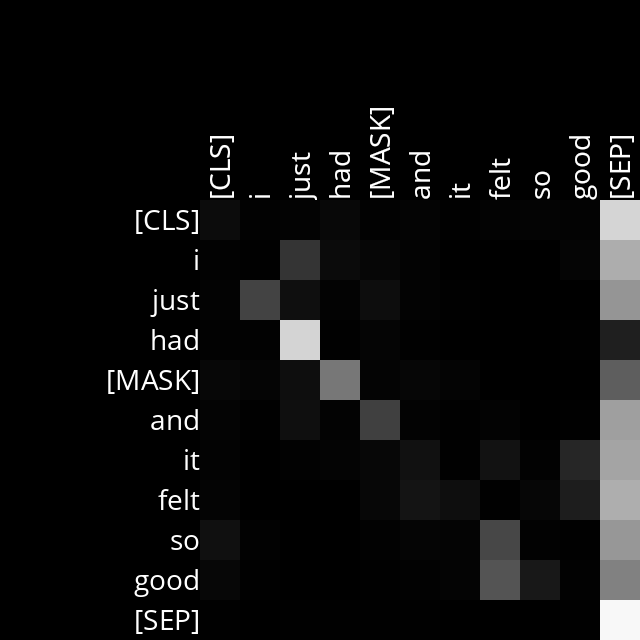 [CLS] i just had [MASK] and it felt so good [SEP]
[CLS]
i
just
had
[MASK]
and
it
felt
so
good
[SEP]